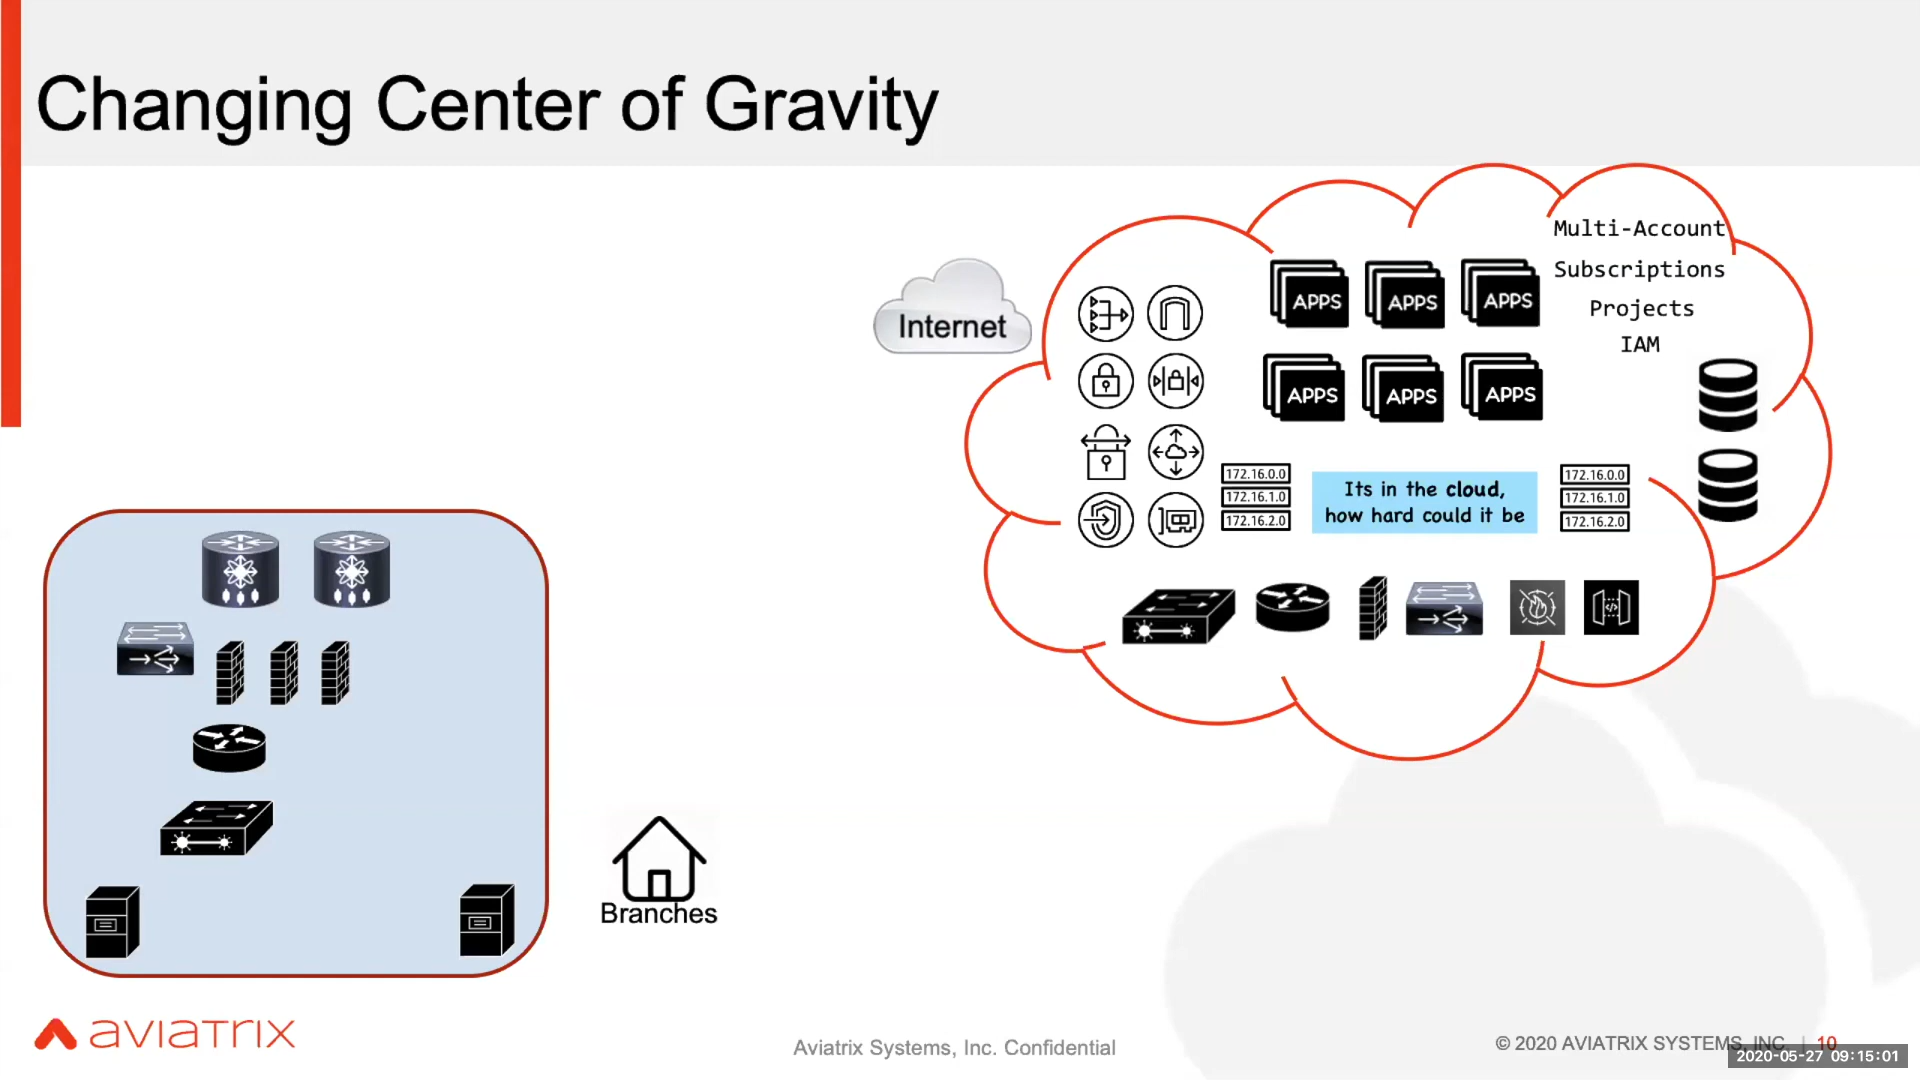 Changing Center of Gravity
Internet
Multi-Account
Subscriptions
Projects
IAM
APPS
APPS
APPS
APPS
APPS
APPS
172.16.0.0
172.16.1.0
172.16.2.0
Its in the cloud,
how hard could it be
172.16.0.0
172.16.1.0
172.16.2.0
Branches
aviatrix
Aviatrix Systems, Inc. Confidential
© 2020 AVIATRIX SYSTEMS, INC. | 10
2020-05-27 09:15:01